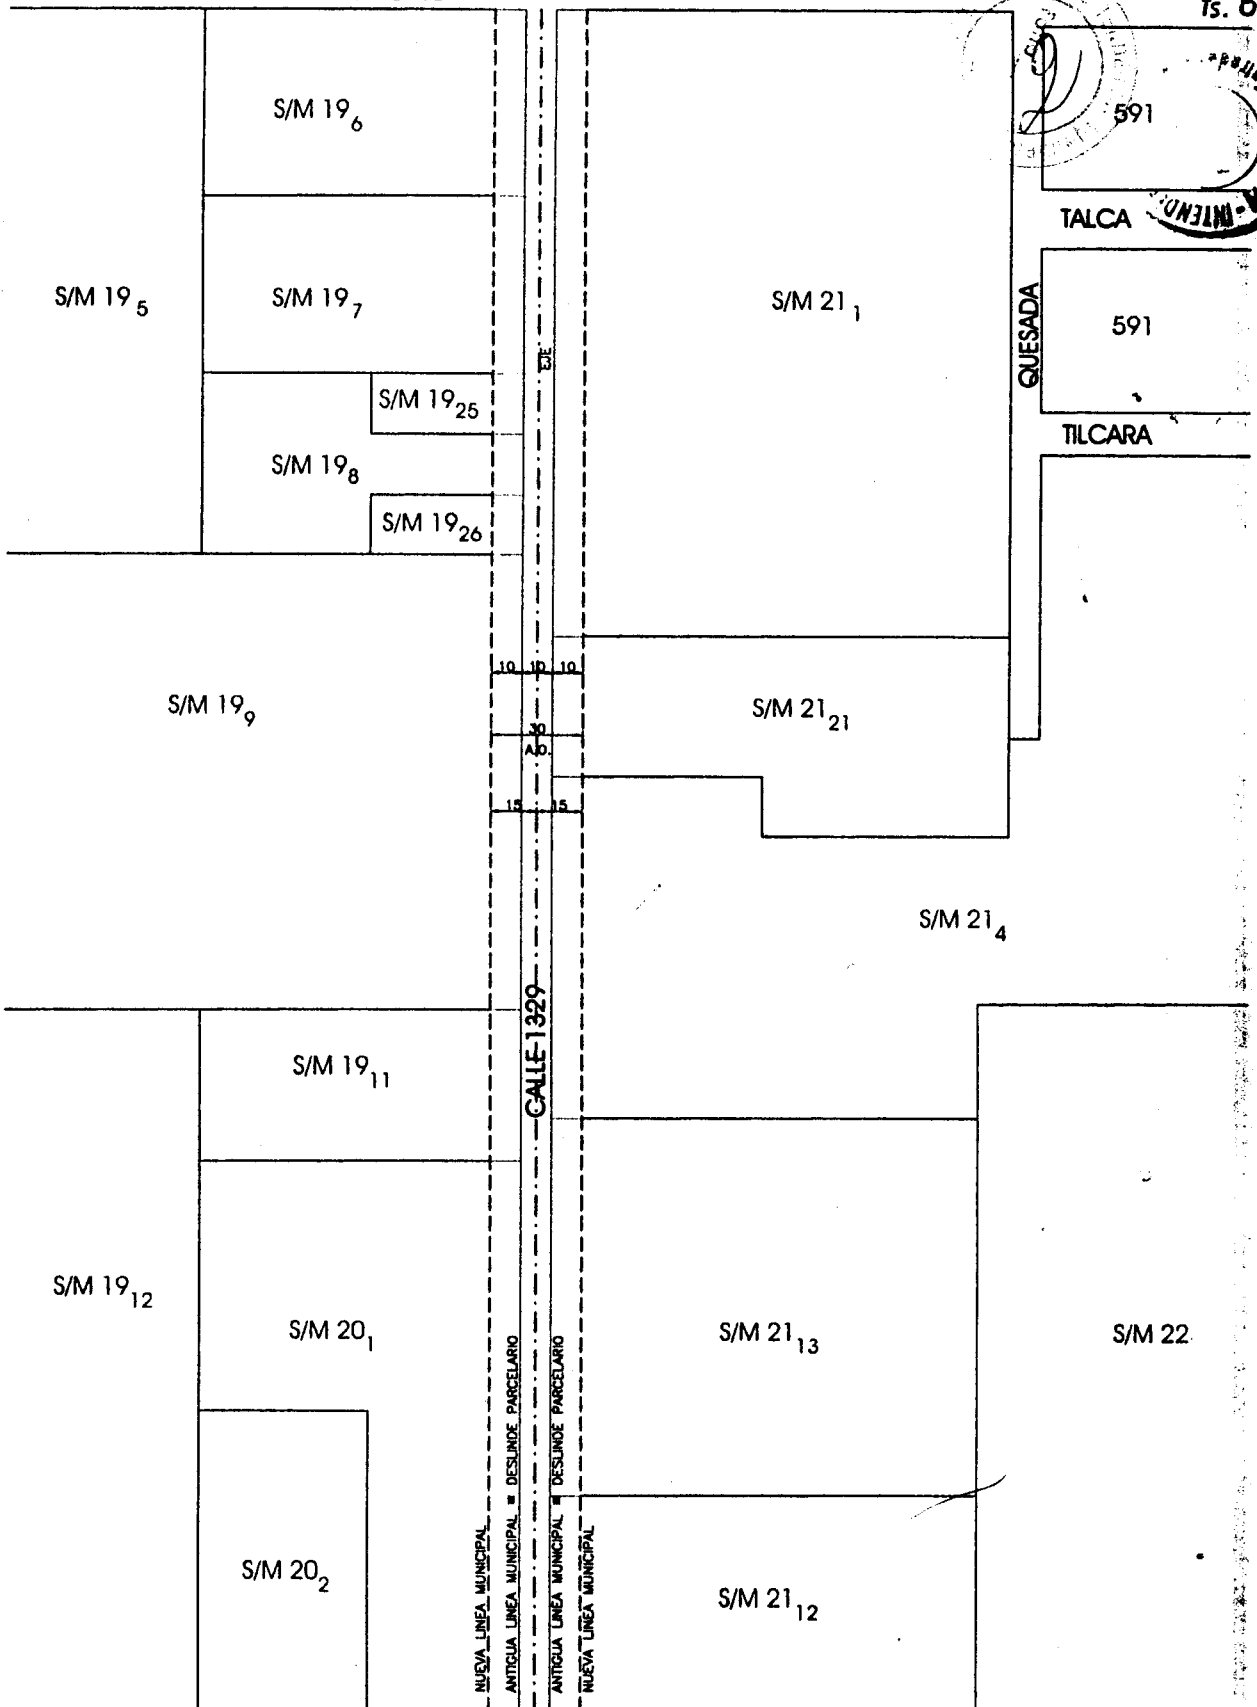 Ts.
S/M 19 6
591
A - INTEND
TALCA
S/M 19 5
S/M 19 7
S/M 21 1
QUESADA
591
EJE
S/M 19 25
TILCARA
S/M 19 8
S/M 19 26
10 10 10
S/M 19 9
S/M 21 21
30
A.O.
15 15
S/M 21 4
CALLE 1329
S/M 19 11
S/M 19 12
S/M 20 1
S/M 21 13
S/M 22
S/M 20 2
S/M 21 12
NUEVA LINEA MUNICIPAL
ANTIGUA LINEA MUNICIPAL = DESLINDE PARCELARIO
ANTIGUA LINEA MUNICIPAL = DESLINDE PARCELARIO
NUEVA LINEA MUNICIPAL